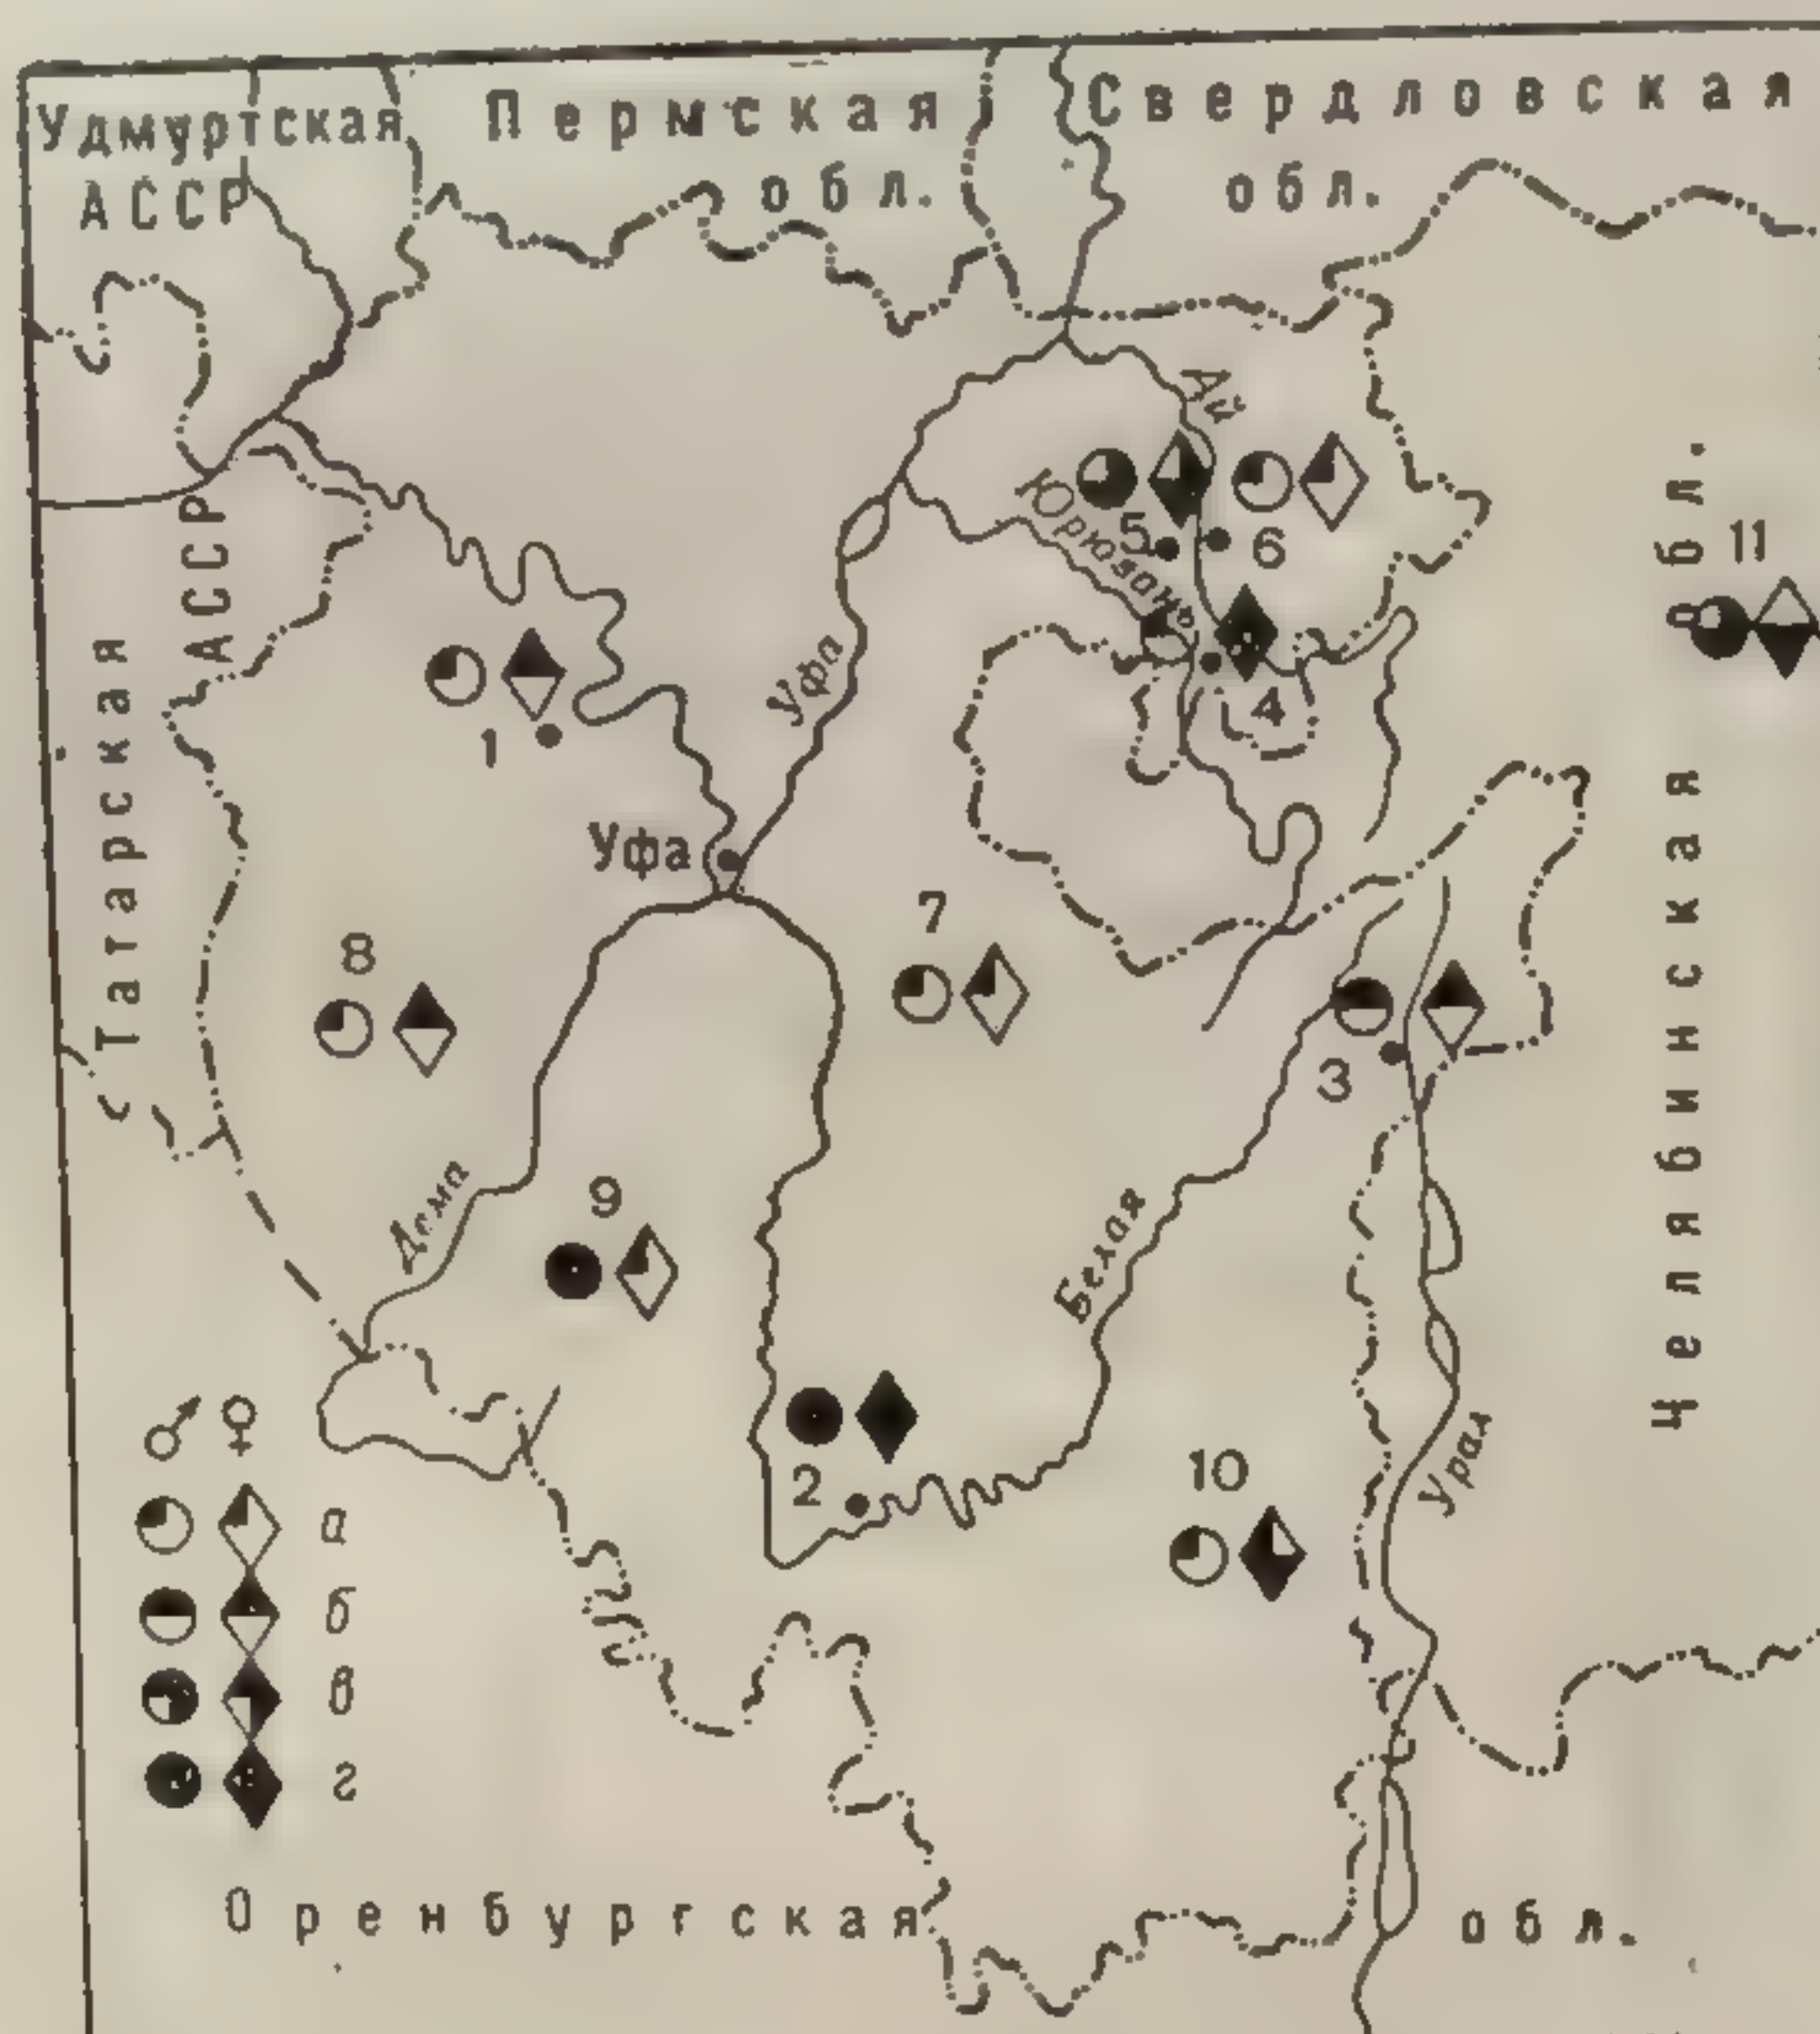 Удмуртская
АССР
Пермская
обл.
Свердловская
обл.
Ай
Юрюзань
5
6
11
Татарская АССР
Челябинская обл.
1
Уфа
4
Уфа
7
8
3
Дема
9
Белая
2
10
Урал
♂ ♀
а
б
в
г
Оренбургская обл.